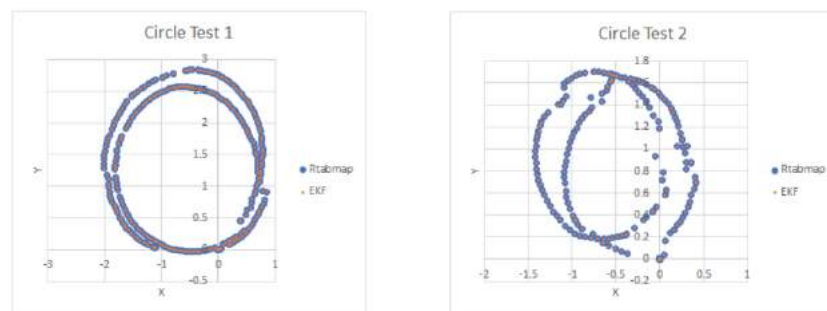 Circle Test 1
3
2.5
2
1.5
1
0.5
0
-0.5
-3 -2 -1 0 1
Y
X
Rtabmap
EKF
Circle Test 2
1.8
1.6
1.4
1.2
1
0.8
0.6
0.4
0.2
0
-0.2
-2 -1.5 -1 -0.5 0 0.5 1
Y
X
Rtabmap
EKF